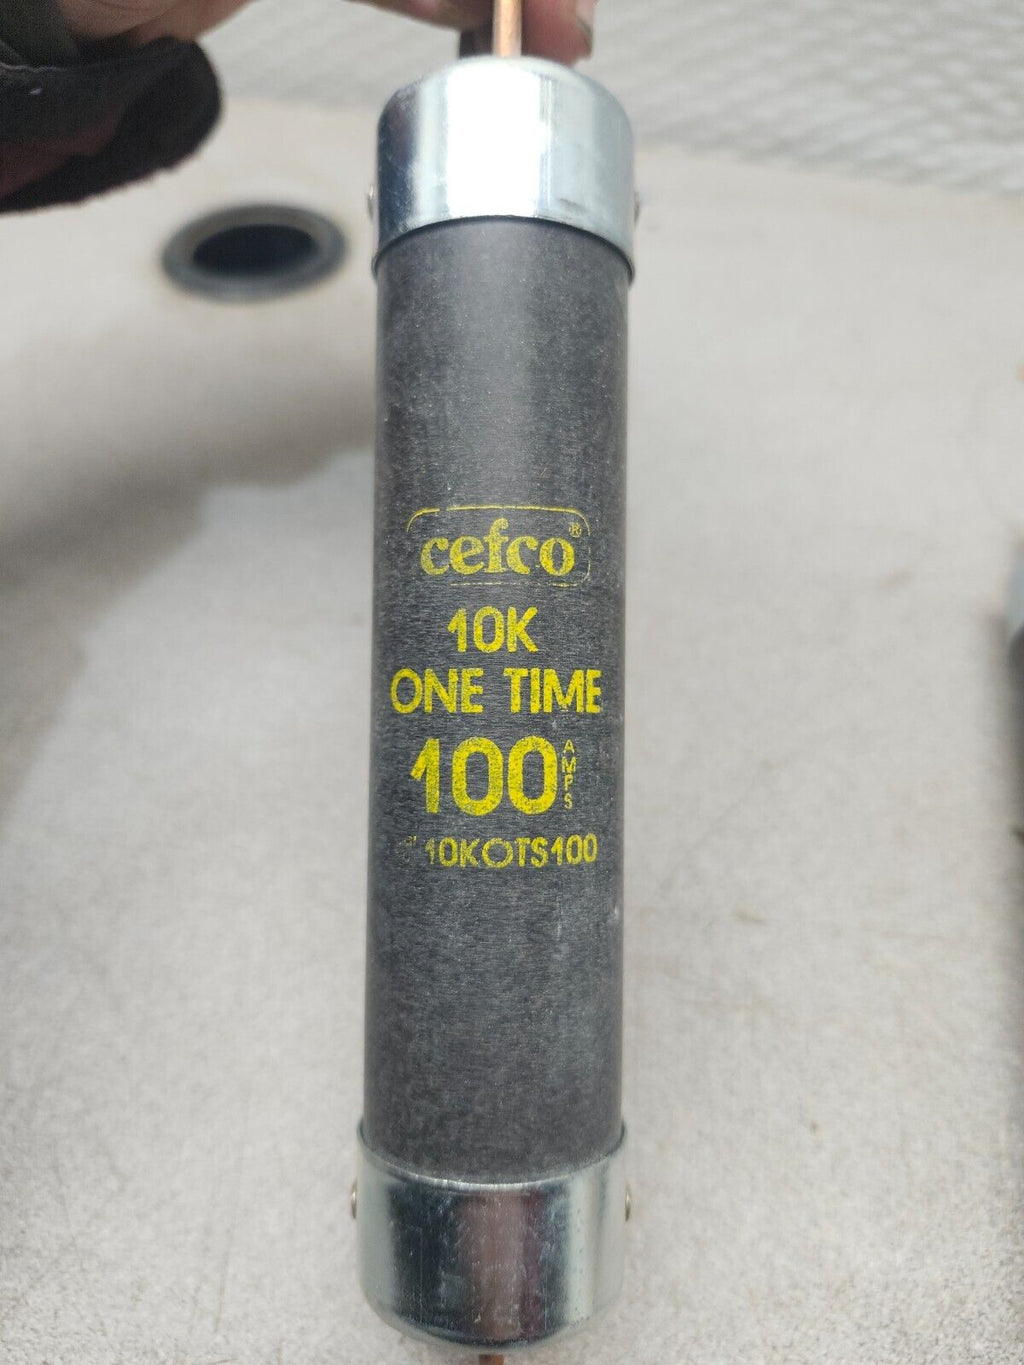 cefco®
10K
ONE TIME
100 AMPS
10KOTS100